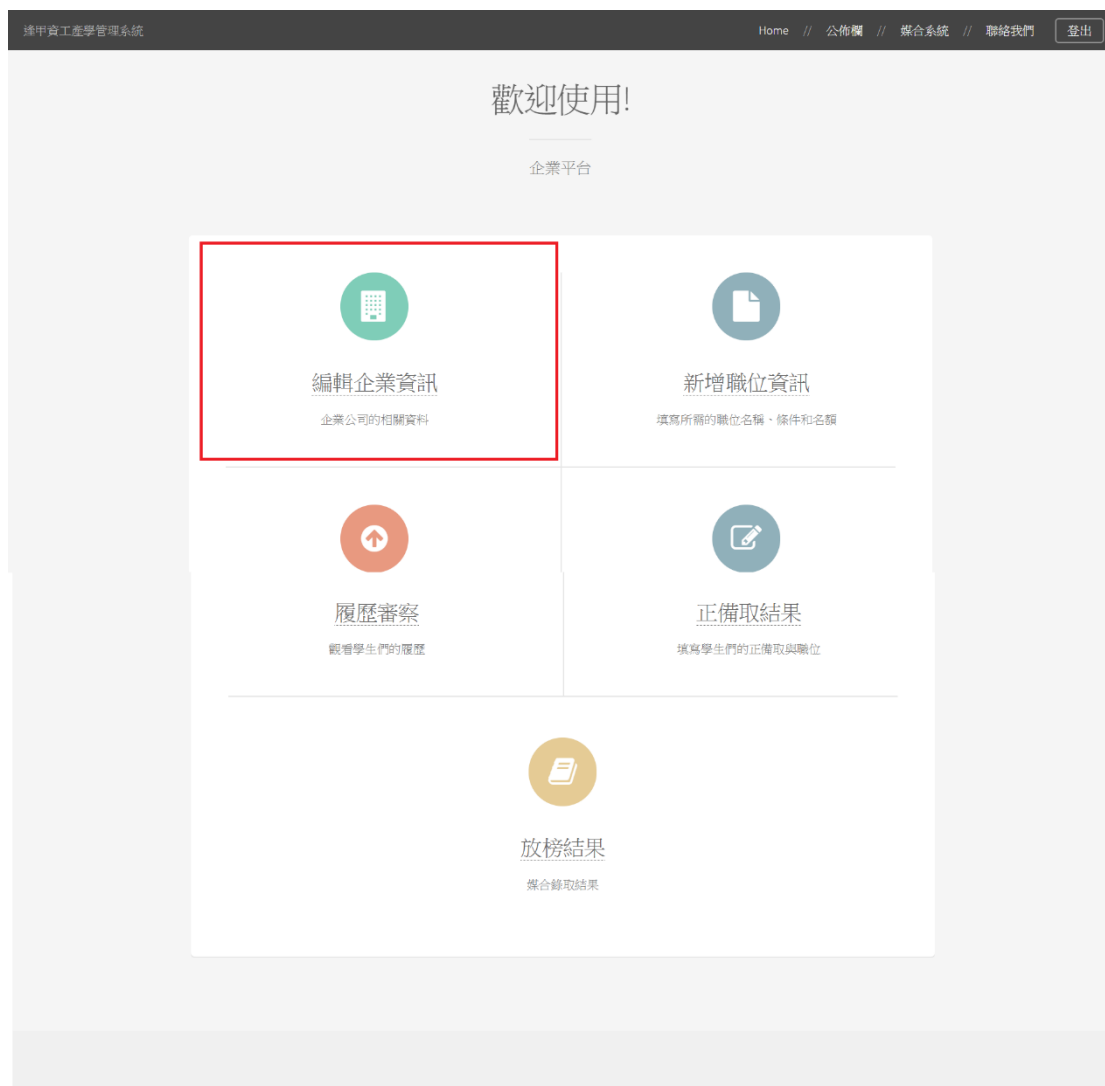 逢甲資工產學管理系統
Home // 公佈欄 // 媒合系統 // 聯絡我們 登出
歡迎使用!
企業平台
編輯企業資訊
企業公司的相關資料
新增職位資訊
填寫所需的職位名稱、條件和名額
履歷審察
觀看學生們的履歷
正備取結果
填寫學生們的正備取與職位
放榜結果
媒合錄取結果